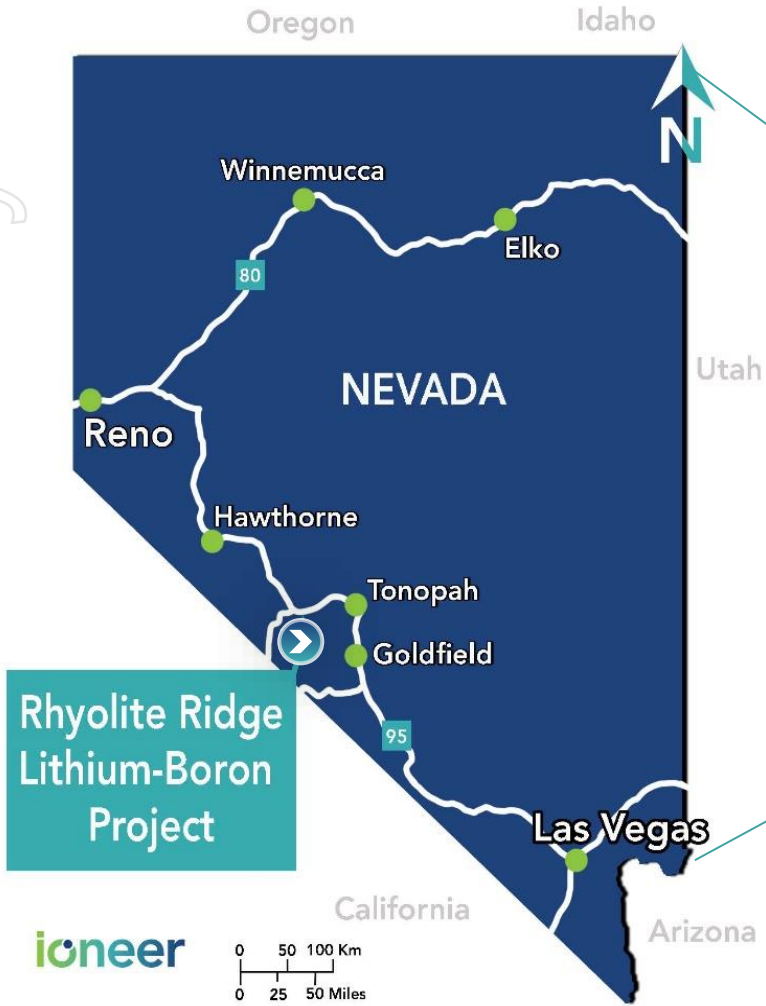 Oregon
Idaho
N
Winnemucca
Elko
80
Utah
NEVADA
Reno
Hawthorne
Tonopah
Goldfield
Rhyolite Ridge
Lithium-Boron
Project
95
Las Vegas
California
Arizona
ioneer
0 50 100 Km
0 25 50 Miles